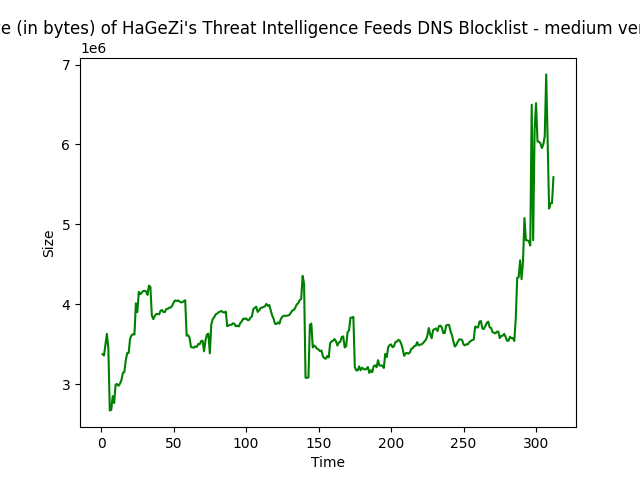 e (in bytes) of HaGeZi's Threat Intelligence Feeds DNS Blocklist - medium ver
1e6
7
6
5
4
3
Size
0 50 100 150 200 250 300
Time